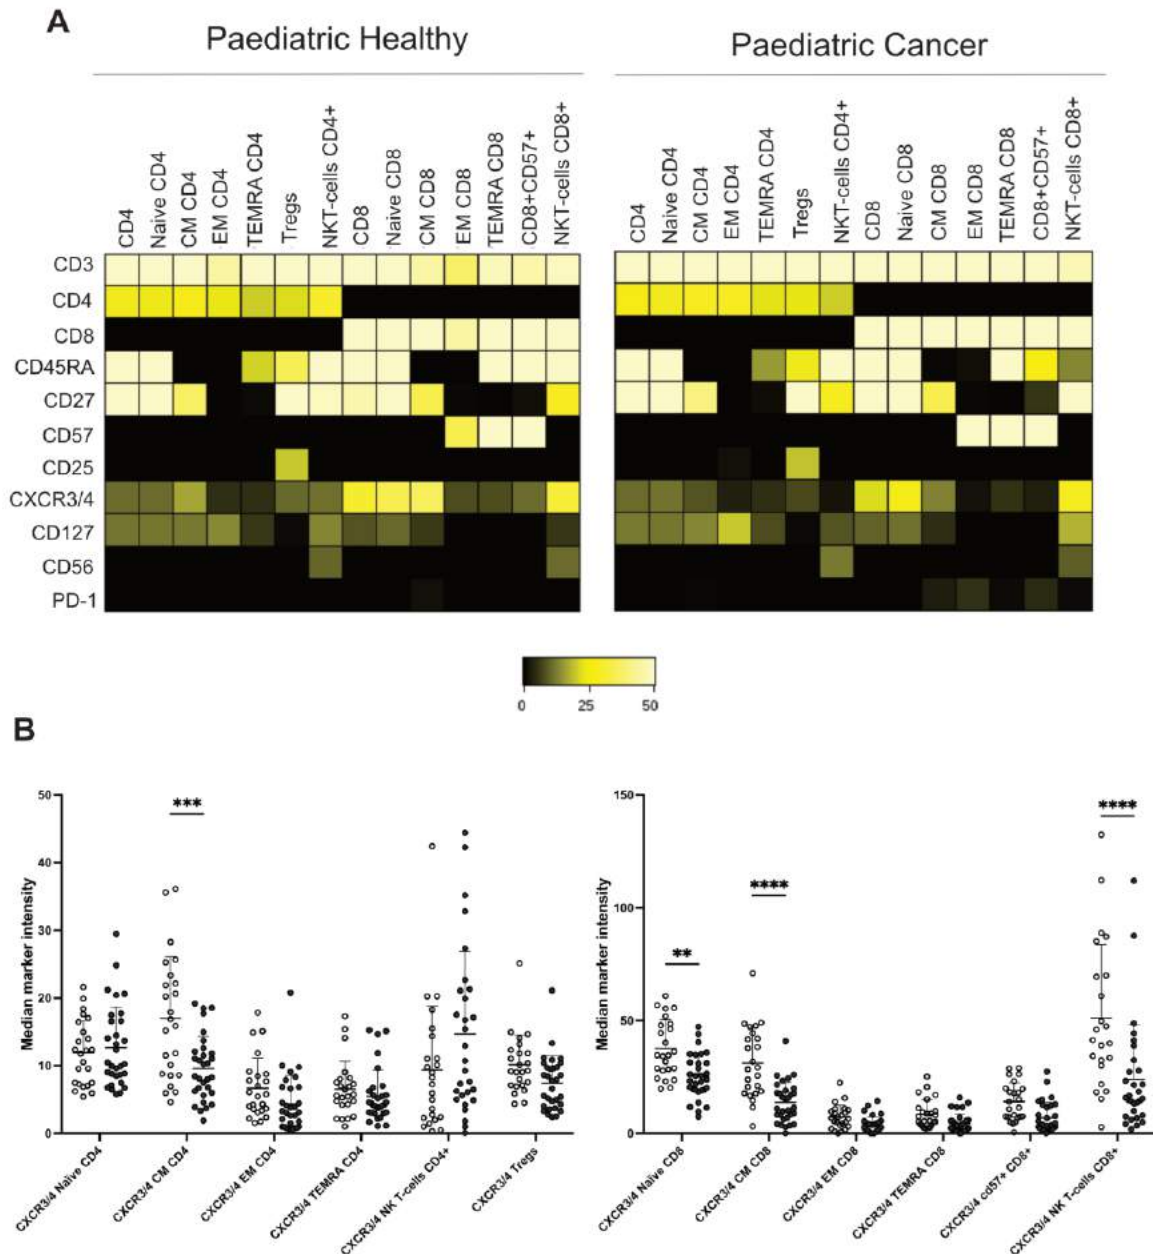 A
Paediatric Healthy
Paediatric Cancer
CD4
Naive CD4
CM CD4
EM CD4
TEMRA CD4
Tregs
NKT-cells CD4+
CD8
Naive CD8
CM CD8
EM CD8
TEMRA CD8
CD8+CD57+
NKT-cells CD8+
CD4
Naive CD4
CM CD4
EM CD4
TEMRA CD4
Tregs
NKT-cells CD4+
CD8
Naive CD8
CM CD8
EM CD8
TEMRA CD8
CD8+CD57+
NKT-cells CD8+
CD3
CD4
CD8
CD45RA
CD27
CD57
CD25
CXCR3/4
CD127
CD56
PD-1
0 25 50
B
Median marker intensity
50
40
30
20
10
0
***
CXCR3/4 Naïve CD4
CXCR3/4 CM CD4
CXCR3/4 EM CD4
CXCR3/4 TEMRA CD4
CXCR3/4 NK T-cells CD4+
CXCR3/4 Tregs
Median marker intensity
150
100
50
0
**
****
****
CXCR3/4 Naïve CD8
CXCR3/4 CM CD8
CXCR3/4 EM CD8
CXCR3/4 TEMRA CD8
CXCR3/4 cd57+ CD8+
CXCR3/4 NK T-cells CD8+